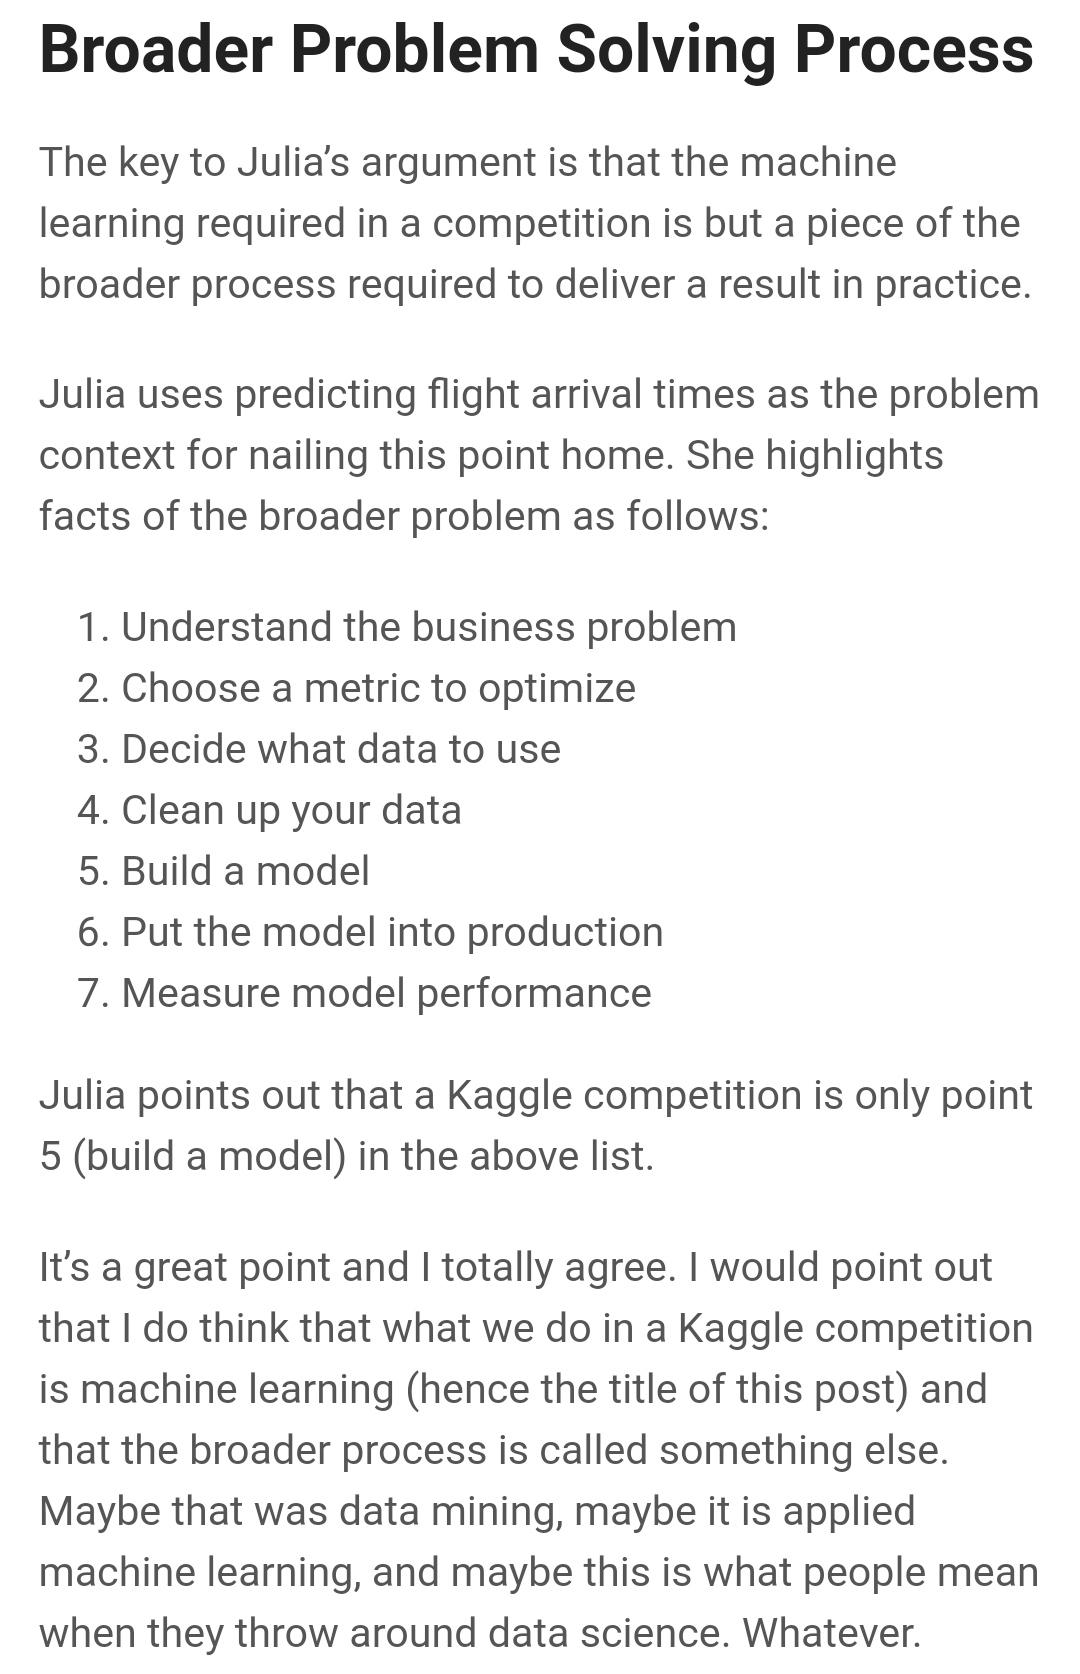 Broader Problem Solving Process
The key to Julia’s argument is that the machine
learning required in a competition is but a piece of the
broader process required to deliver a result in practice.
Julia uses predicting flight arrival times as the problem
context for nailing this point home. She highlights
facts of the broader problem as follows:
1. Understand the business problem
2. Choose a metric to optimize
3. Decide what data to use
4. Clean up your data
5. Build a model
6. Put the model into production
7. Measure model performance
Julia points out that a Kaggle competition is only point
5 (build a model) in the above list.
It’s a great point and I totally agree. I would point out
that I do think that what we do in a Kaggle competition
is machine learning (hence the title of this post) and
that the broader process is called something else.
Maybe that was data mining, maybe it is applied
machine learning, and maybe this is what people mean
when they throw around data science. Whatever.